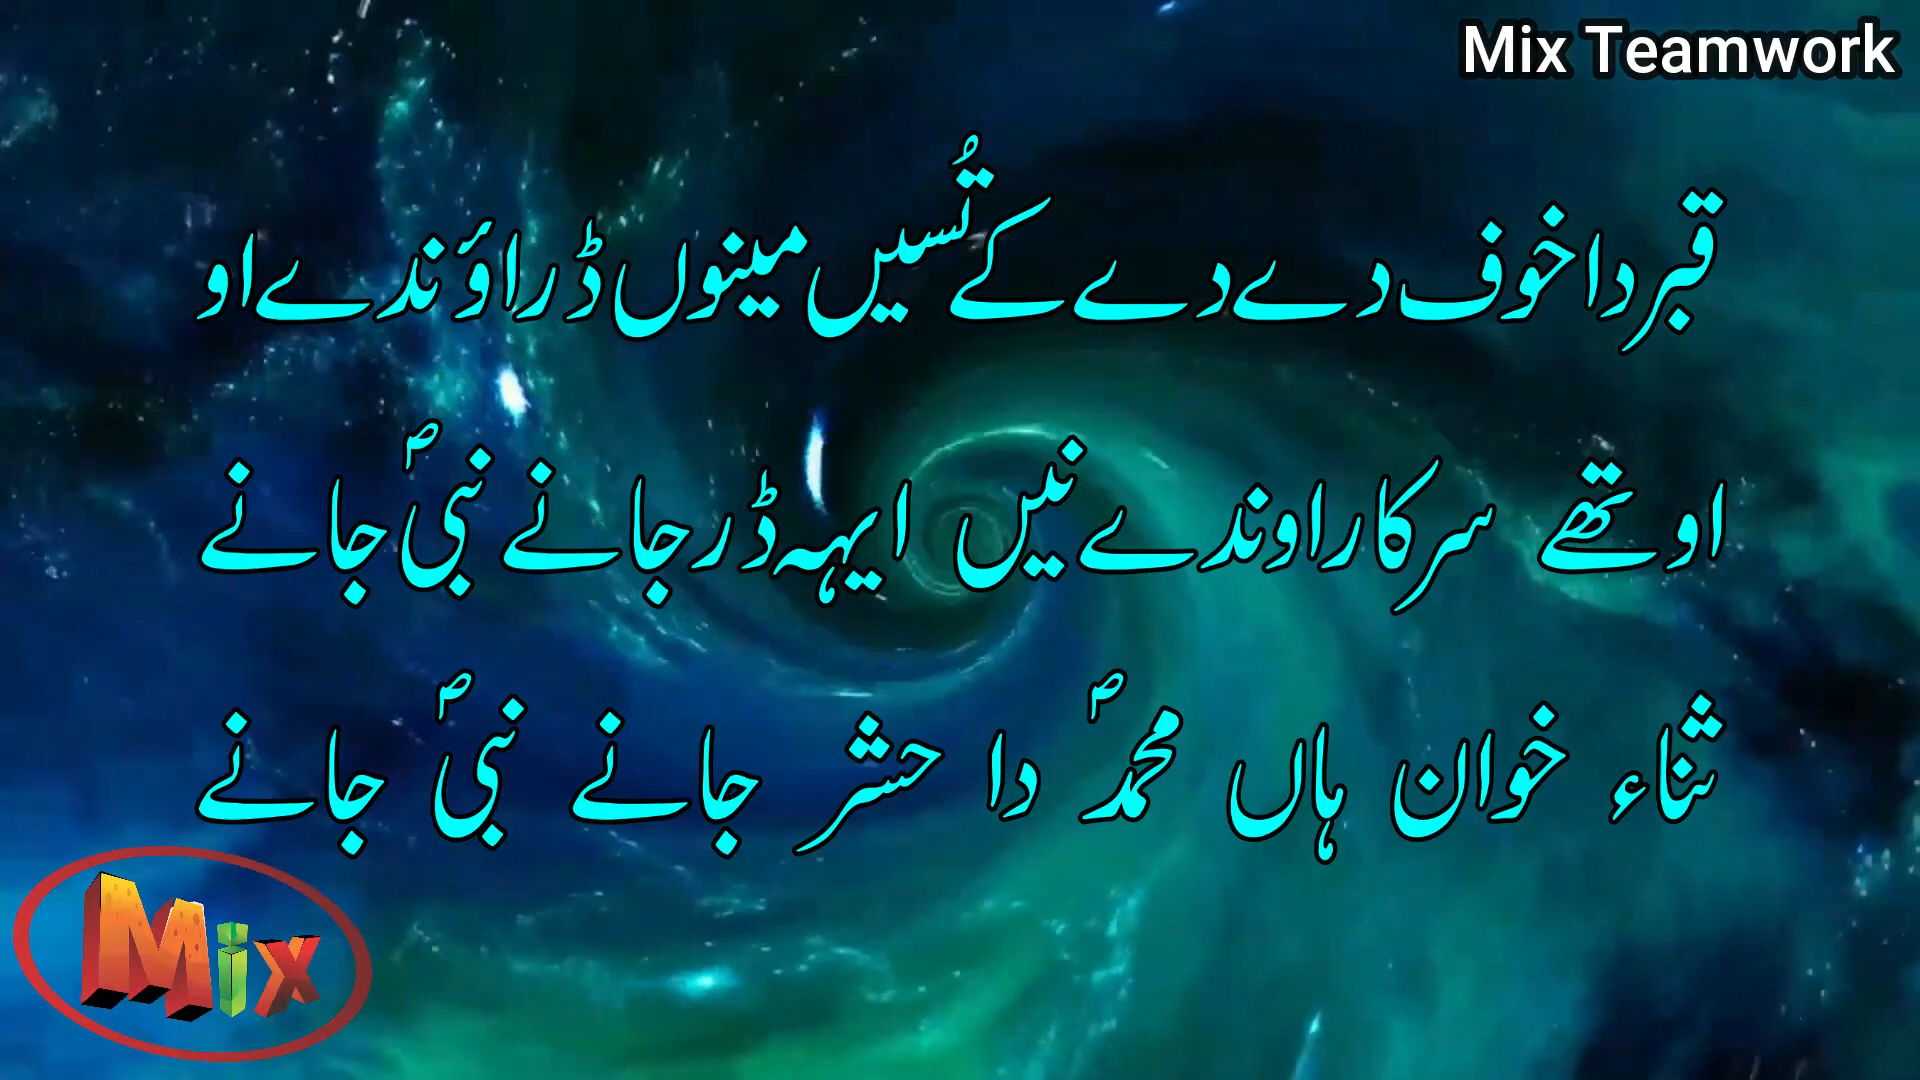 Mix Teamwork
قبر دا خوف دے دے کے تُسیں مینوں ڈراؤندے او
اوتھے سرکار اوندے نیں ایہہ ڈر جانے نبیؐ جانے
ثناء خوان ہاں محمدؐ دا حشر جانے نبیؐ جانے
Mix